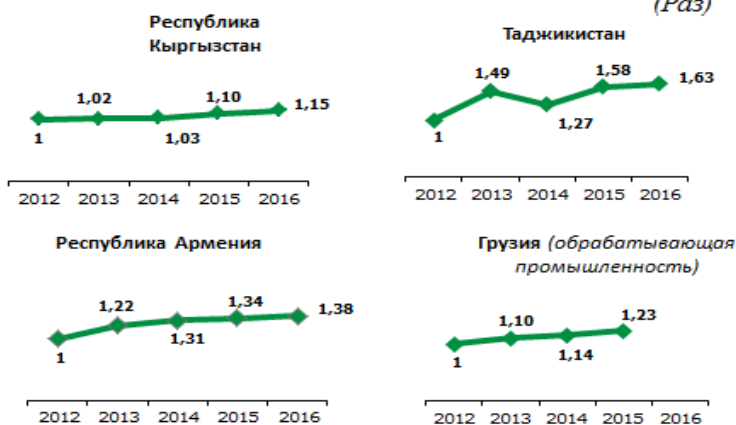 (Раз)
Республика
Кыргызстан
1
1,02
1,03
1,10
1,15
2012 2013 2014 2015 2016
Таджикистан
1
1,49
1,27
1,58
1,63
2012 2013 2014 2015 2016
Республика Армения
1
1,22
1,31
1,34
1,38
2012 2013 2014 2015 2016
Грузия (обрабатывающая
промышленность)
1
1,10
1,14
1,23
2012 2013 2014 2015 2016